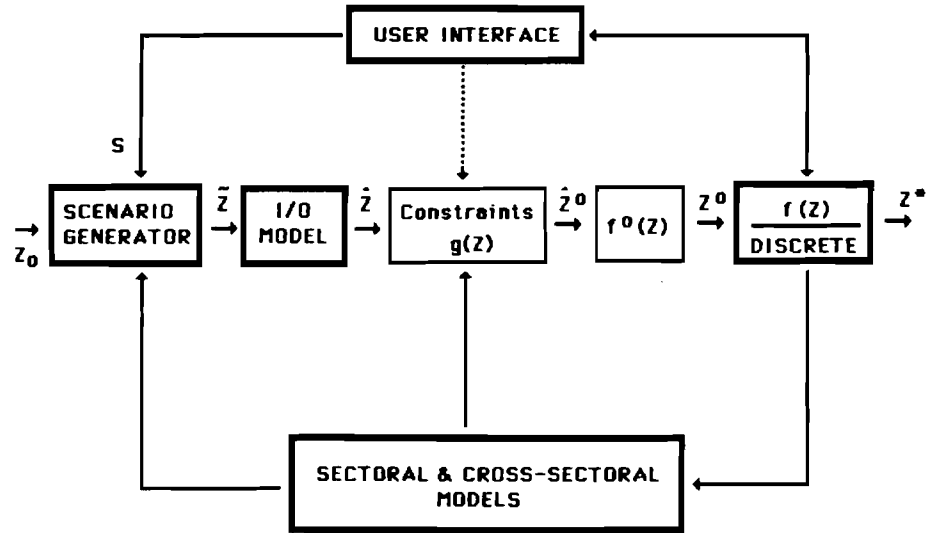 USER INTERFACE
S
Z₀
SCENARIO
GENERATOR
Z̃
I/O
MODEL
Ẑ
Constraints
g(Z)
Ẑ⁰
f⁰(Z)
Z⁰
f(Z)
DISCRETE
Z*
SECTORAL & CROSS-SECTORAL
MODELS